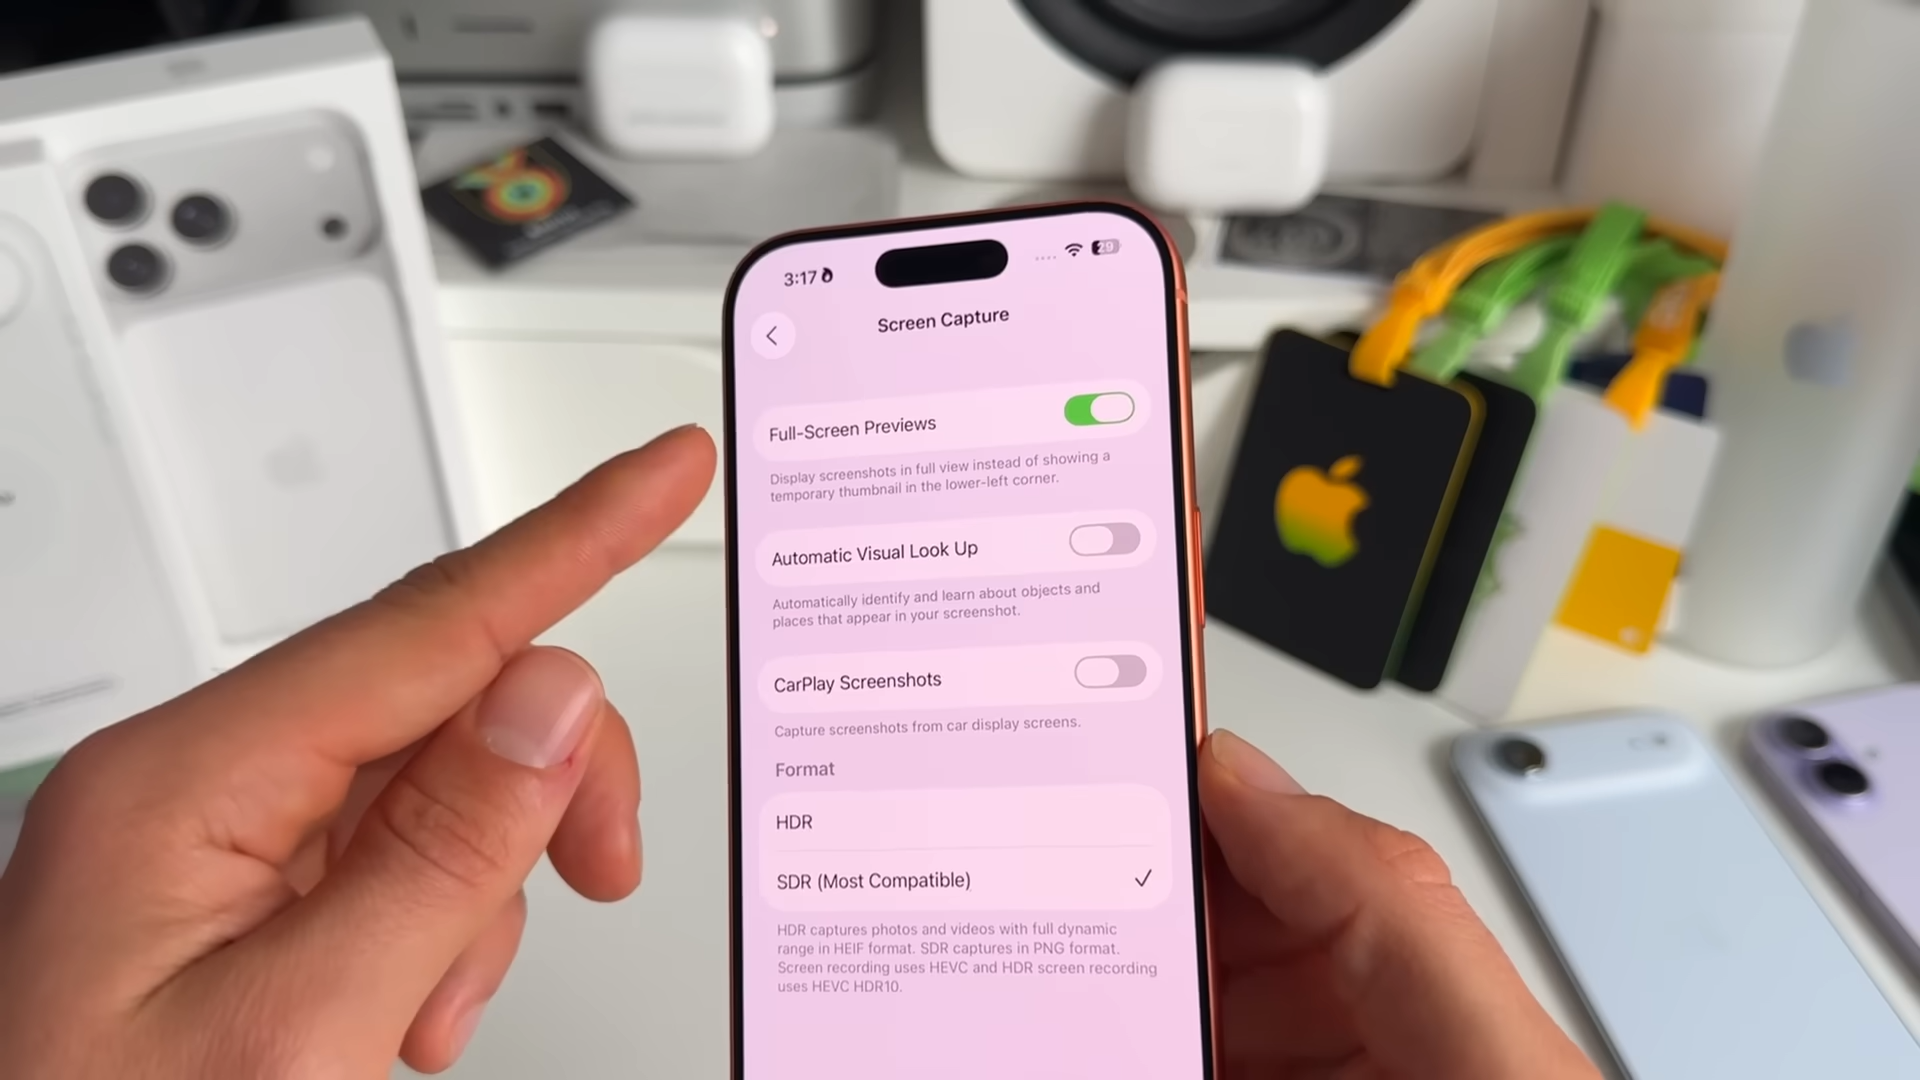 3:17
29
Screen Capture
Full-Screen Previews
Display screenshots in full view instead of showing a
temporary thumbnail in the lower-left corner.
Automatic Visual Look Up
Automatically identify and learn about objects and
places that appear in your screenshot.
CarPlay Screenshots
Capture screenshots from car display screens.
Format
HDR
SDR (Most Compatible)
HDR captures photos and videos with full dynamic
range in HEIF format. SDR captures in PNG format.
Screen recording uses HEVC and HDR screen recording
uses HEVC HDR10.